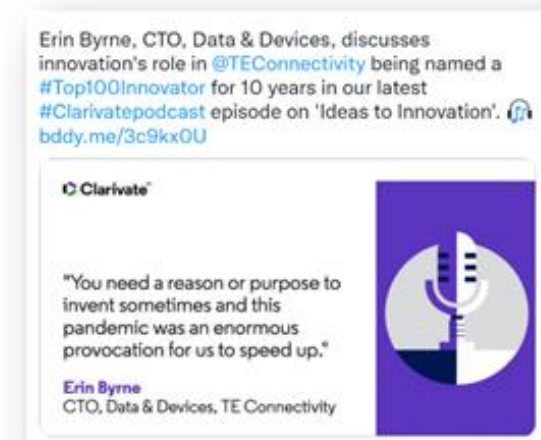 Erin Byrne, CTO, Data & Devices, discusses
innovation's role in @TEConnectivity being named a
#Top100Innovator for 10 years in our latest
#Clarivatepodcast episode on 'Ideas to Innovation'.
bddy.me/3c9kx0U
Clarivate™
"You need a reason or purpose to
invent sometimes and this
pandemic was an enormous
provocation for us to speed up."
Erin Byrne
CTO, Data & Devices, TE Connectivity